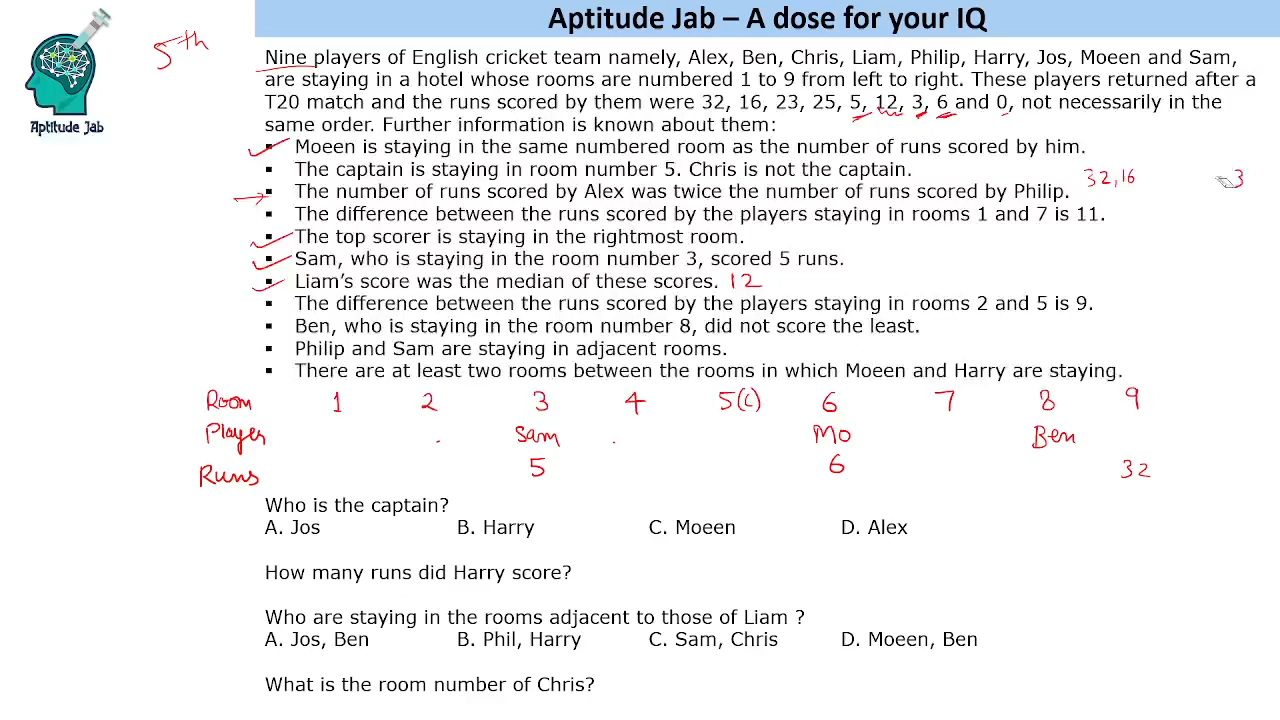 Aptitude Jab – A dose for your IQ
5th
Aptitude Jab
Nine players of English cricket team namely, Alex, Ben, Chris, Liam, Philip, Harry, Jos, Moeen and Sam,
are staying in a hotel whose rooms are numbered 1 to 9 from left to right. These players returned after a
T20 match and the runs scored by them were 32, 16, 23, 25, 5, 12, 3, 6 and 0, not necessarily in the
same order. Further information is known about them:
▪ Moeen is staying in the same numbered room as the number of runs scored by him.
▪ The captain is staying in room number 5. Chris is not the captain.
▪ The number of runs scored by Alex was twice the number of runs scored by Philip. 32,16 3
▪ The difference between the runs scored by the players staying in rooms 1 and 7 is 11.
▪ The top scorer is staying in the rightmost room.
▪ Sam, who is staying in the room number 3, scored 5 runs.
▪ Liam's score was the median of these scores. 12
▪ The difference between the runs scored by the players staying in rooms 2 and 5 is 9.
▪ Ben, who is staying in the room number 8, did not score the least.
▪ Philip and Sam are staying in adjacent rooms.
▪ There are at least two rooms between the rooms in which Moeen and Harry are staying.
Room 1 2 3 4 5(C) 6 7 8 9
Player Sam Mo Ben
Runs 5 6 32
Who is the captain?
A. Jos B. Harry C. Moeen D. Alex
How many runs did Harry score?
Who are staying in the rooms adjacent to those of Liam ?
A. Jos, Ben B. Phil, Harry C. Sam, Chris D. Moeen, Ben
What is the room number of Chris?